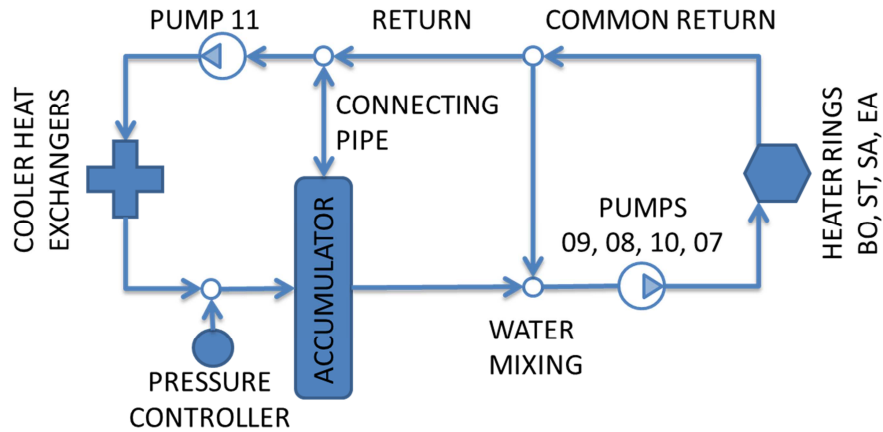 PUMP 11
RETURN
COMMON RETURN
COOLER HEAT
EXCHANGERS
CONNECTING
PIPE
HEATER RINGS
BO, ST, SA, EA
PUMPS
09, 08, 10, 07
ACCUMULATOR
WATER
MIXING
PRESSURE
CONTROLLER